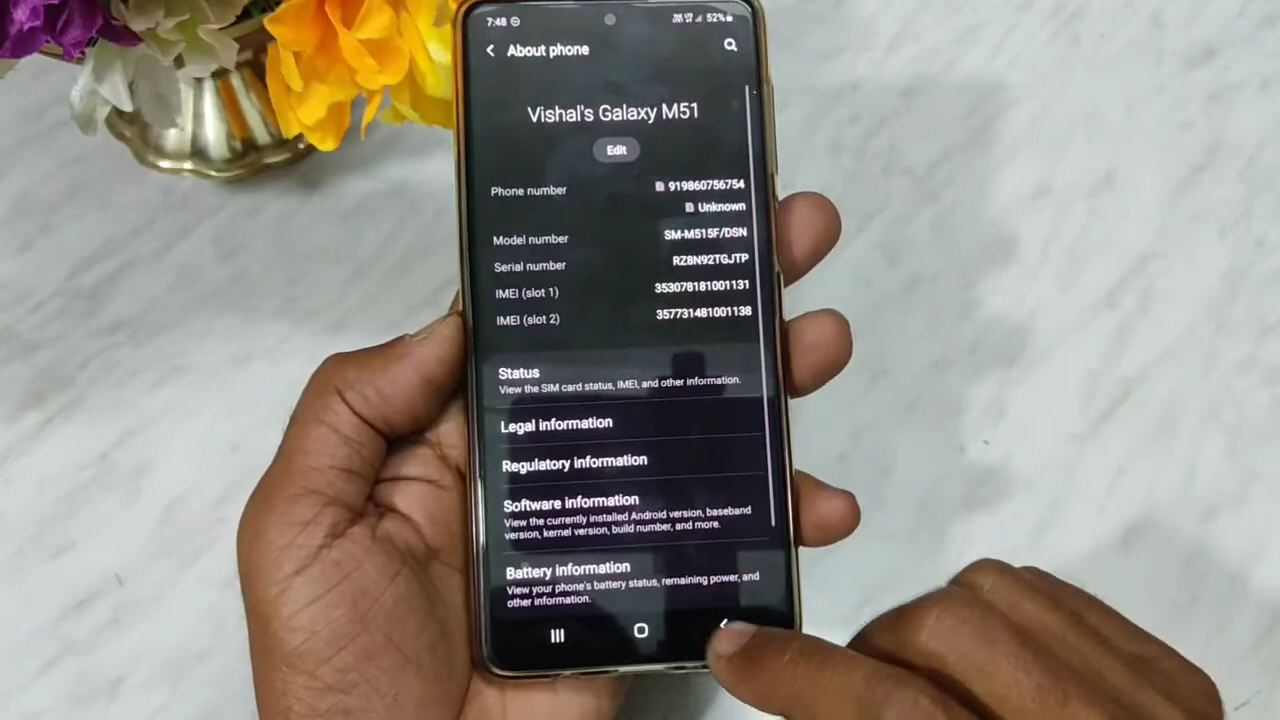 7:48 52%
About phone
Vishal's Galaxy M51
Edit
Phone number 919860756754
Unknown
Model number SM-M515F/DSN
Serial number RZ8N92TGJTP
IMEI (slot 1) 353078181001131
IMEI (slot 2) 357731481001138
Status
View the SIM card status, IMEI, and other information.
Legal information
Regulatory information
Software information
View the currently installed Android version, baseband
version, kernel version, build number, and more.
Battery information
View your phone's battery status, remaining power, and
other information.